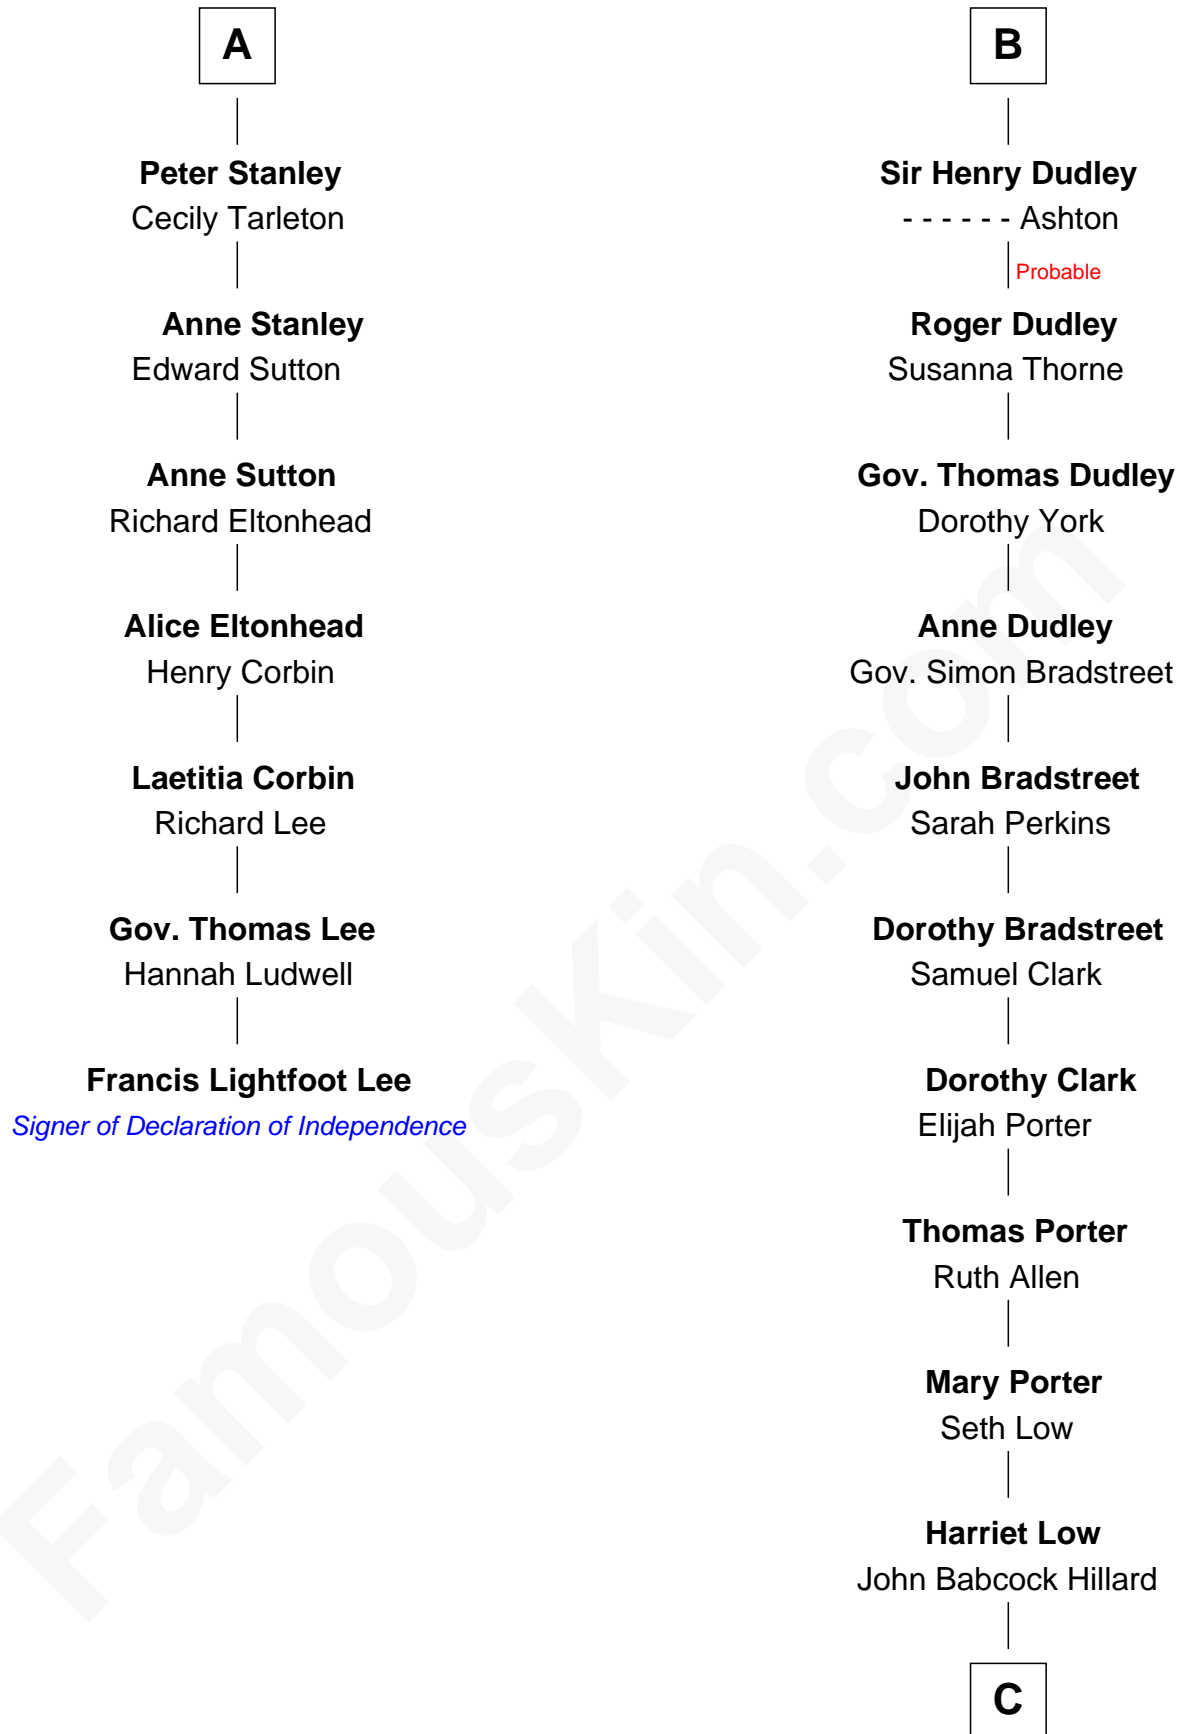 A
Peter Stanley
Cecily Tarleton
Anne Stanley
Edward Sutton
Anne Sutton
Richard Eltonhead
Alice Eltonhead
Henry Corbin
Laetitia Corbin
Richard Lee
Gov. Thomas Lee
Hannah Ludwell
Francis Lightfoot Lee
Signer of Declaration of Independence
B
Sir Henry Dudley
- - - - - - Ashton
Probable
Roger Dudley
Susanna Thorne
Gov. Thomas Dudley
Dorothy York
Anne Dudley
Gov. Simon Bradstreet
John Bradstreet
Sarah Perkins
Dorothy Bradstreet
Samuel Clark
Dorothy Clark
Elijah Porter
Thomas Porter
Ruth Allen
Mary Porter
Seth Low
Harriet Low
John Babcock Hillard
C
FamousKin.com